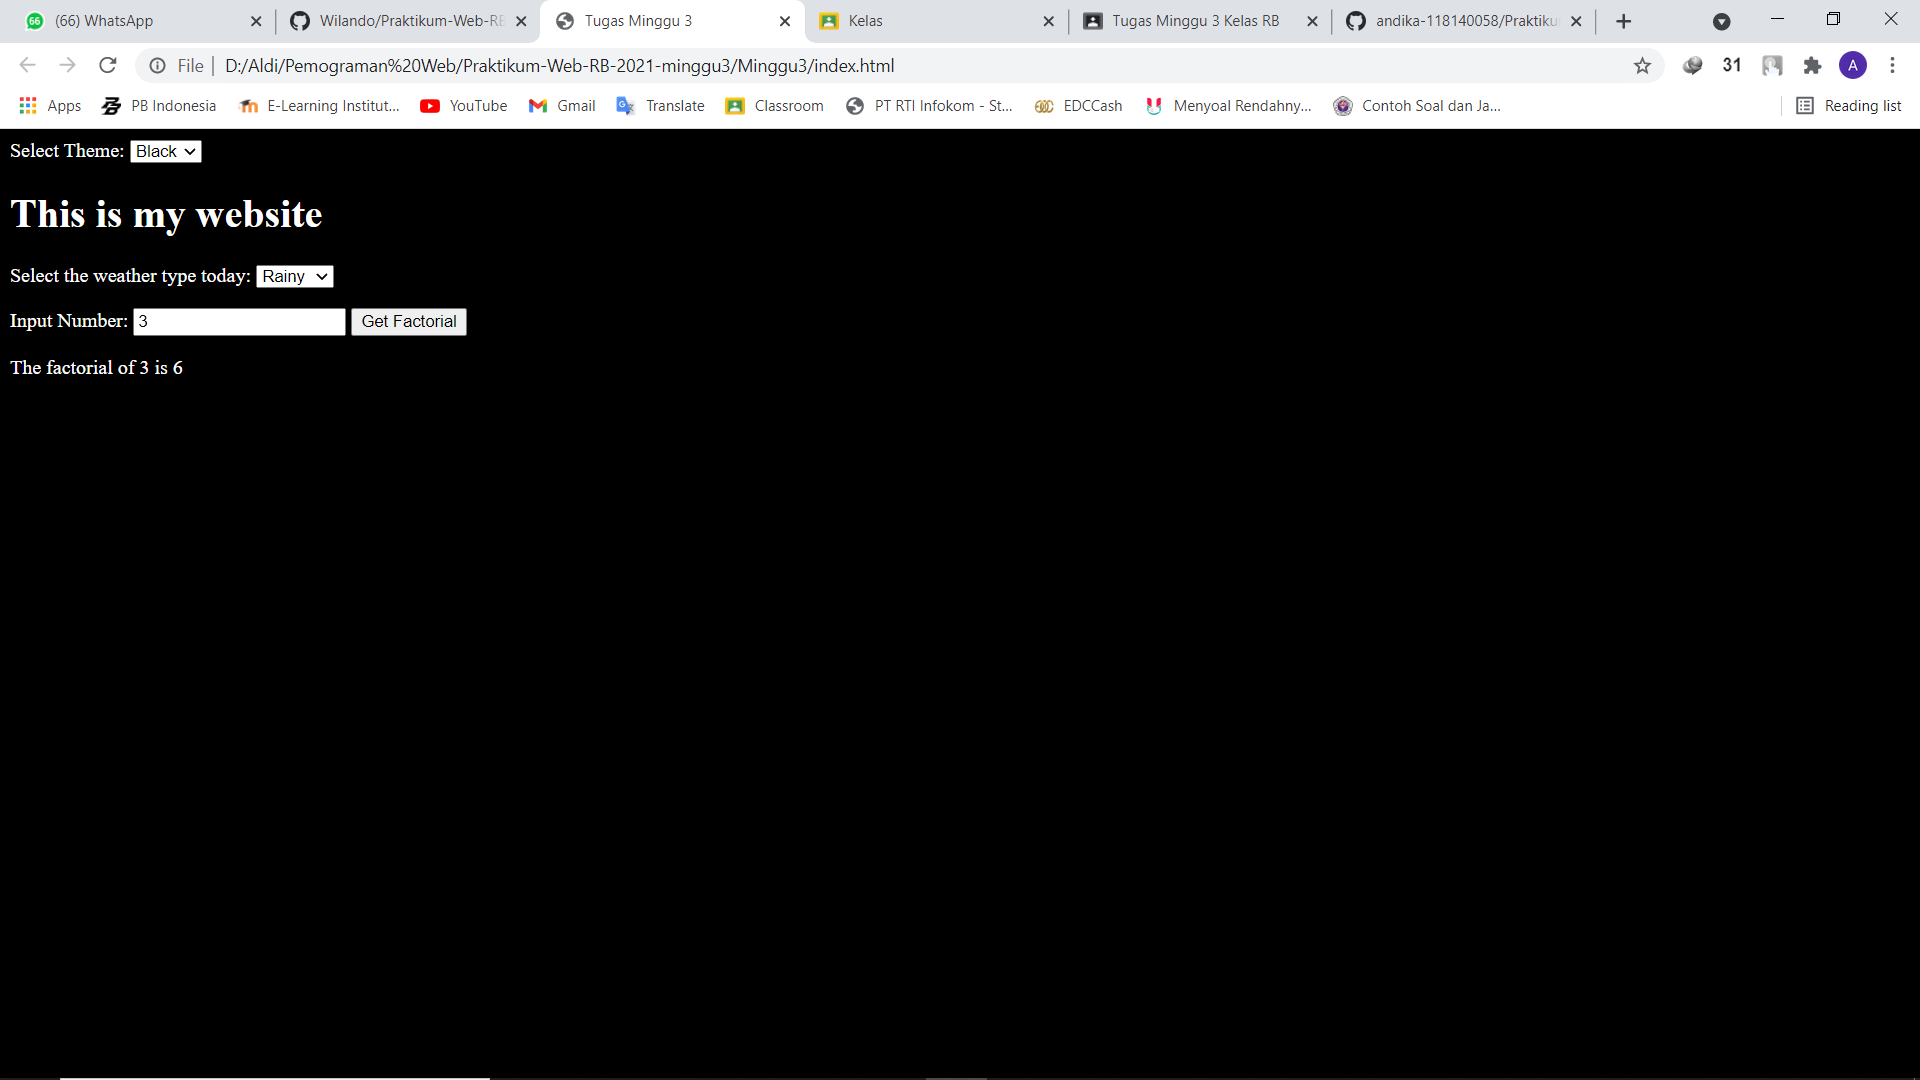 (66) WhatsApp
Wilando/Praktikum-Web-RB
Tugas Minggu 3
Kelas
Tugas Minggu 3 Kelas RB
andika-118140058/Praktiku
File
D:/Aldi/Pemograman%20Web/Praktikum-Web-RB-2021-minggu3/Minggu3/index.html
31
A
Apps
PB Indonesia
E-Learning Institut...
YouTube
Gmail
Translate
Classroom
PT RTI Infokom - St...
EDCCash
Menyoal Rendahny...
Contoh Soal dan Ja...
Reading list
Select Theme: Black
This is my website
Select the weather type today: Rainy
Input Number: 3 Get Factorial
The factorial of 3 is 6